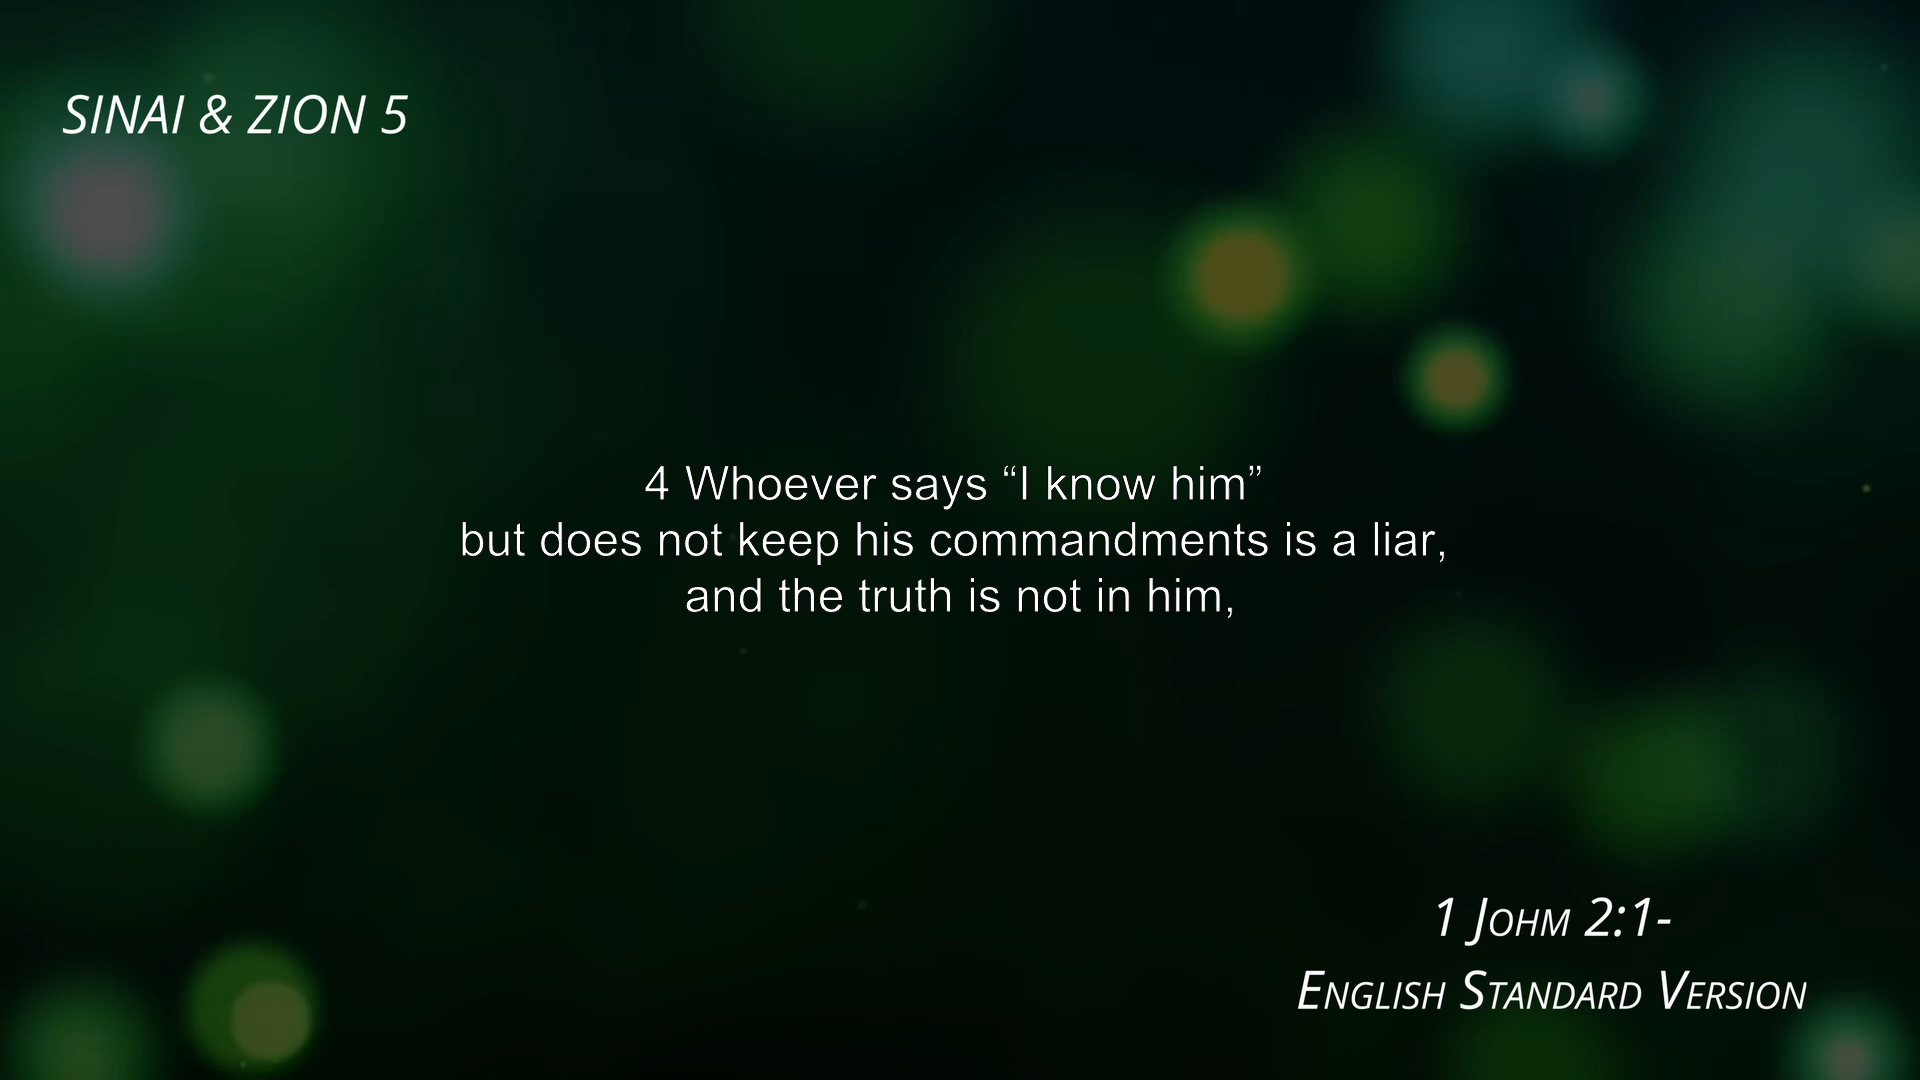 SINAI & ZION 5
4 Whoever says “I know him”
but does not keep his commandments is a liar,
and the truth is not in him,
1 Johm 2:1-
English Standard Version